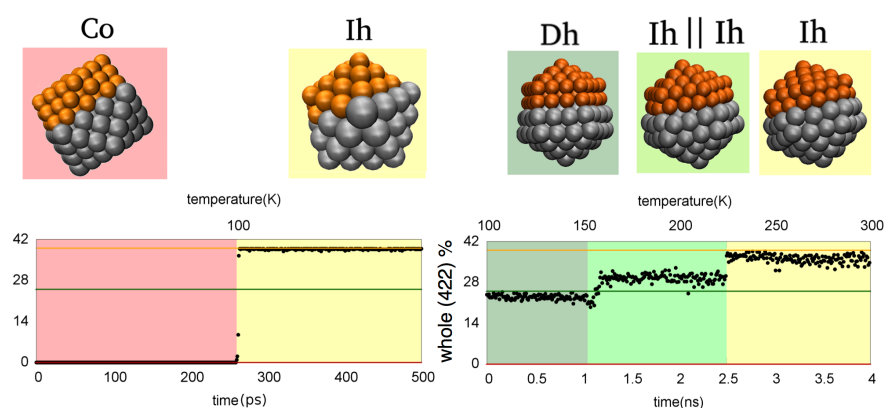 Co
Ih
Dh
Ih || Ih
Ih
temperature(K)
100
42
28
14
0
0 100 200 300 400 500
time(ps)
temperature(K)
100 150 200 250 300
whole (422) %
42
28
14
0
0 0.5 1 1.5 2 2.5 3 3.5 4
time(ns)